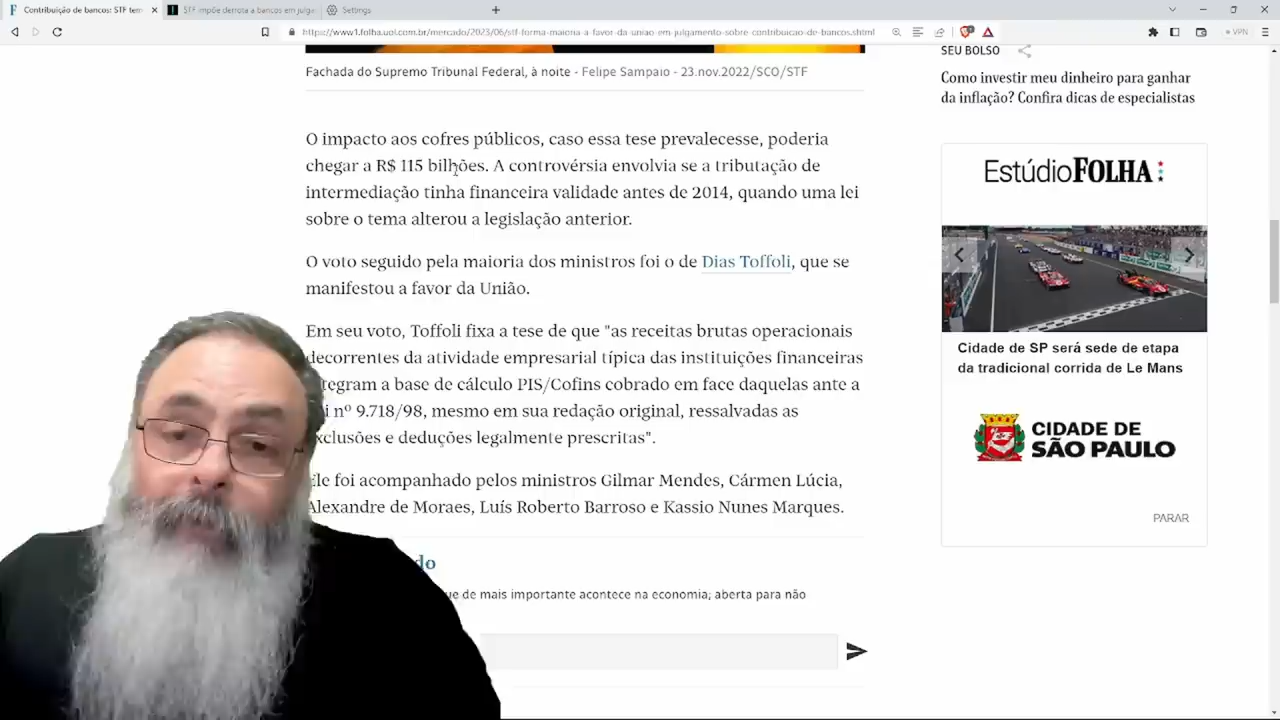 Contribuição de bancos: STF tem
STF impõe derrota a bancos em julga
Settings
https://www1.folha.uol.com.br/mercado/2023/06/stf-forma-maioria-a-favor-da-uniao-em-julgamento-sobre-contribuicao-de-bancos.shtml
VPN
Fachada do Supremo Tribunal Federal, à noite - Felipe Sampaio - 23.nov.2022/SCO/STF
O impacto aos cofres públicos, caso essa tese prevalecesse, poderia
chegar a R$ 115 bilhões. A controvérsia envolvia se a tributação de
intermediação tinha financeira validade antes de 2014, quando uma lei
sobre o tema alterou a legislação anterior.
O voto seguido pela maioria dos ministros foi o de Dias Toffoli, que se
manifestou a favor da União.
Em seu voto, Toffoli fixa a tese de que "as receitas brutas operacionais
decorrentes da atividade empresarial típica das instituições financeiras
tegram a base de cálculo PIS/Cofins cobrado em face daquelas ante a
i nº 9.718/98, mesmo em sua redação original, ressalvadas as
xclusões e deduções legalmente prescritas".
le foi acompanhado pelos ministros Gilmar Mendes, Cármen Lúcia,
Alexandre de Moraes, Luís Roberto Barroso e Kassio Nunes Marques.
do
ue de mais importante acontece na economia; aberta para não
SEU BOLSO
Como investir meu dinheiro para ganhar
da inflação? Confira dicas de especialistas
Estúdio FOLHA
Cidade de SP será sede de etapa
da tradicional corrida de Le Mans
CIDADE DE
SÃO PAULO
PARAR